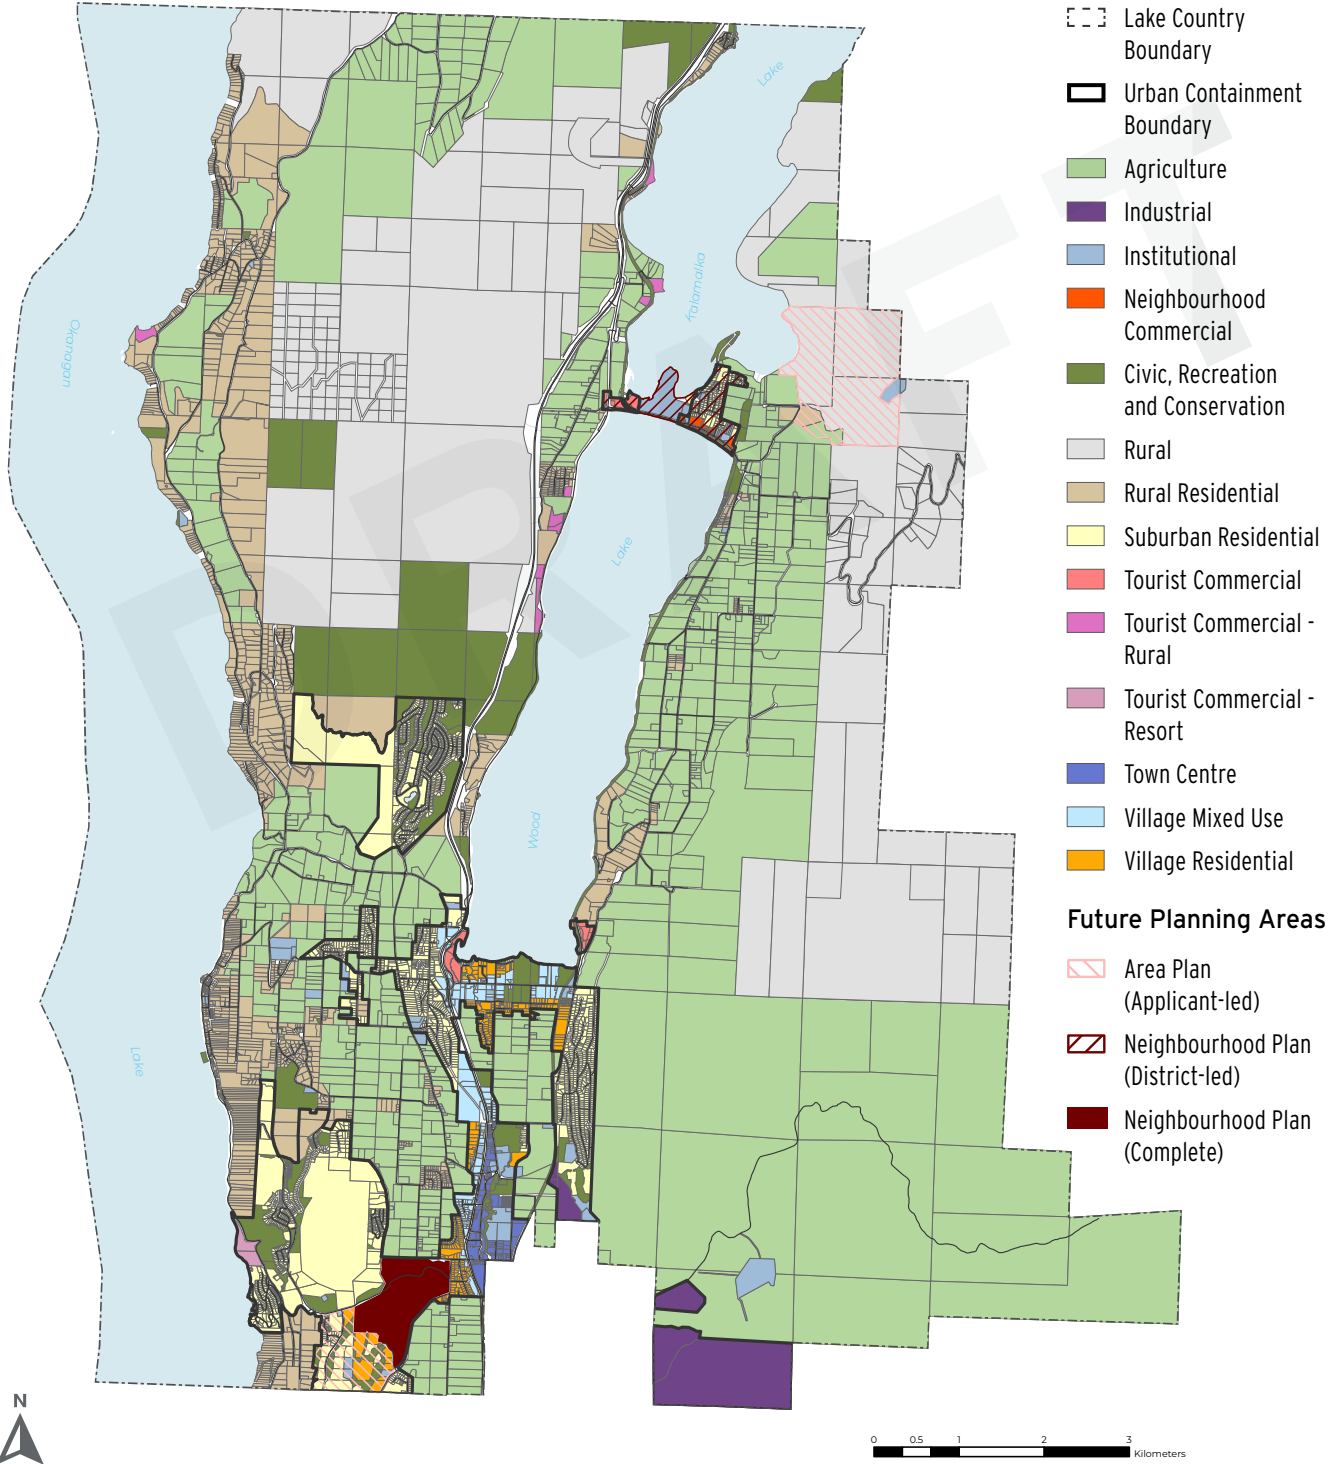 Lake Country
Boundary
Urban Containment
Boundary
Agriculture
Industrial
Institutional
Neighbourhood
Commercial
Civic, Recreation
and Conservation
Rural
Rural Residential
Suburban Residential
Tourist Commercial
Tourist Commercial -
Rural
Tourist Commercial -
Resort
Town Centre
Village Mixed Use
Village Residential
Future Planning Areas
Area Plan
(Applicant-led)
Neighbourhood Plan
(District-led)
Neighbourhood Plan
(Complete)
Lake
Kalamalka
Okanagan
Lake
Wood
Lake
DRAFT
N
0 0.5 1 2 3
Kilometers